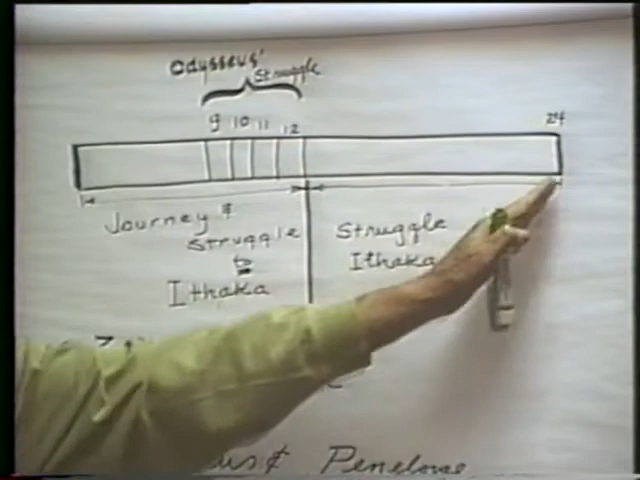 Odysseus'
Struggle
9 10 11 12 24
Journey &
Struggle
to
Ithaka
Struggle
Ithaka
& Penelope